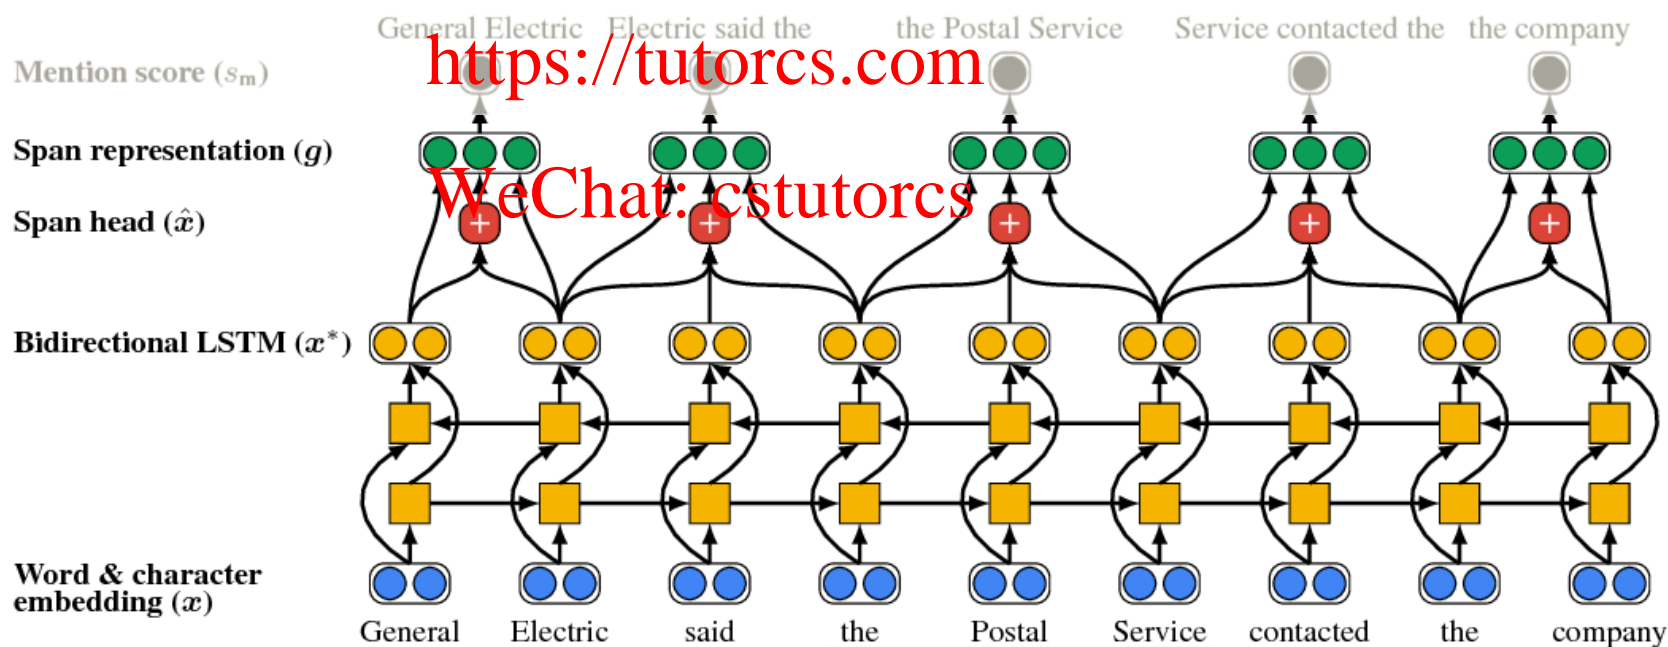 General Electric Electric said the the Postal Service Service contacted the the company
https://tutorcs.com
Mention score (sm)
Span representation (g)
WeChat: cstutorcs
Span head (x̂)
+ + + + +
Bidirectional LSTM (x*)
Word & character
embedding (x)
General Electric said the Postal Service contacted the company